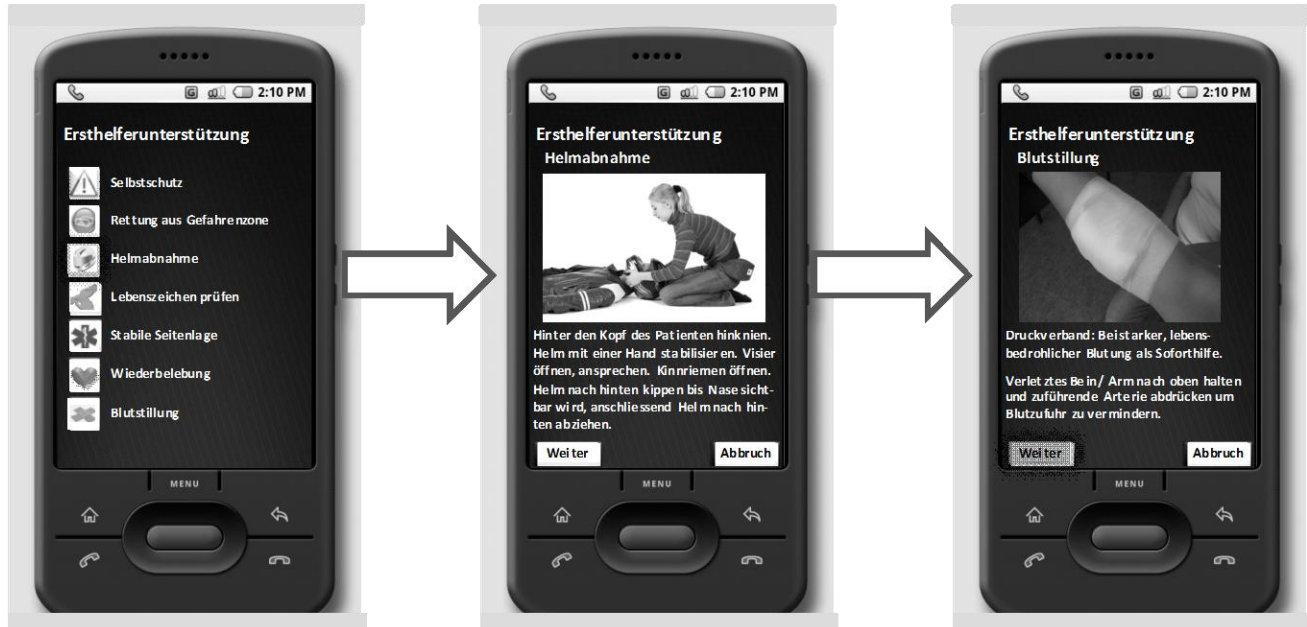 2:10 PM
Ersthelferunterstützung
Selbstschutz
Rettung aus Gefahrenzone
Helmabnahme
Lebenszeichen prüfen
Stabile Seitenlage
Wiederbelebung
Blutstillung
MENU
G
2:10 PM
Ersthelferunterstützung
Helmabnahme
Hinter den Kopf des Patienten hinknien.
Helm mit einer Hand stabilisieren. Visier
öffnen, ansprechen. Kinnriemen öffnen.
Helm nach hinten kippen bis Nase sicht-
bar wird, anschliessend Helm nach hin-
ten abziehen.
Weiter Abbruch
MENU
G
2:10 PM
Ersthelferunterstützung
Blutstillung
Druckverband: Bei starker, lebens-
bedrohlicher Blutung als Soforthilfe.
Verletztes Bein/ Arm nach oben halten
und zuführende Arterie abdrücken um
Blutzufuhr zu vermindern.
Weiter Abbruch
MENU